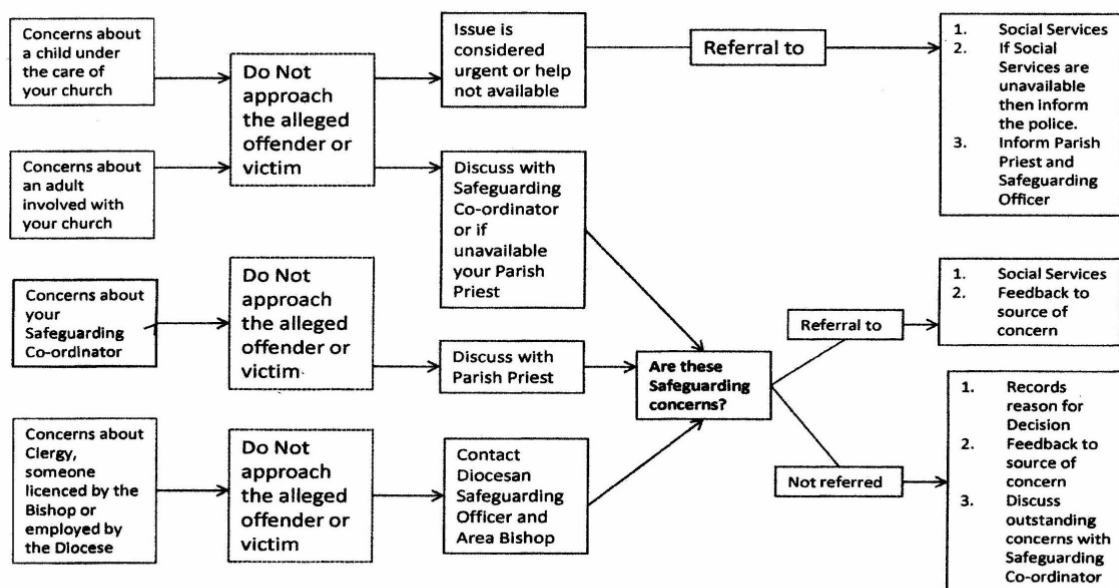 Concerns about
a child under
the care of
your church
Concerns about
an adult
involved with
your church
Do Not
approach
the alleged
offender or
victim
Issue is
considered
urgent or help
not available
Referral to
1. Social Services
2. If Social
Services are
unavailable
then inform
the police.
3. Inform Parish
Priest and
Safeguarding
Officer
Discuss with
Safeguarding
Co-ordinator
or if
unavailable
your Parish
Priest
Concerns about
your
Safeguarding
Co-ordinator
Do Not
approach
the alleged
offender or
victim
Discuss with
Parish Priest
Concerns about
Clergy,
someone
licenced by the
Bishop or
employed by
the Diocese
Do Not
approach
the alleged
offender or
victim
Contact
Diocesan
Safeguarding
Officer and
Area Bishop
Are these
Safeguarding
concerns?
Referral to
1. Social Services
2. Feedback to
source of
concern
Not referred
1. Records
reason for
Decision
2. Feedback to
source of
concern
3. Discuss
outstanding
concerns with
Safeguarding
Co-ordinator